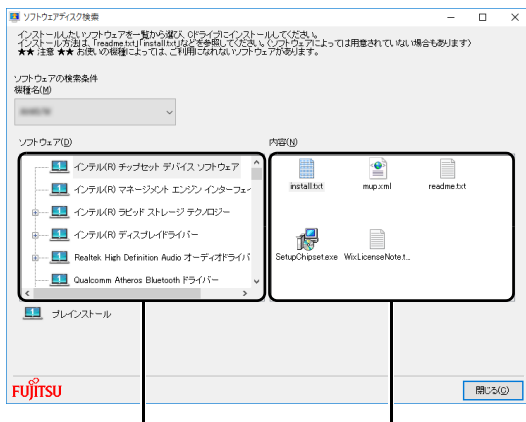 ソフトウェアディスク検索
インストールしたいソフトウェアを一覧から選び、Cドライブにインストールしてください。
インストール方法は、「readme.txt」「install.txt」などを参照してください。（ソフトウェアによっては用意されていない場合もあります）
★★ 注意 ★★ お使いの機種によっては、ご利用になれないソフトウェアがあります。
ソフトウェアの検索条件
機種名(M)
ソフトウェア(D)
内容(N)
インテル(R) チップセット デバイス ソフトウェア
インテル(R) マネージメント エンジン インターフェイ
インテル(R) ラピッド ストレージ テクノロジー
インテル(R) ディスプレイドライバー
Realtek High Definition Audio オーディオドライバ
Qualcomm Atheros Bluetooth ドライバー
install.txt
mup.xml
readme.txt
SetupChipset.exe
WixLicenseNote.t...
プレインストール
FUJITSU
閉じる(O)